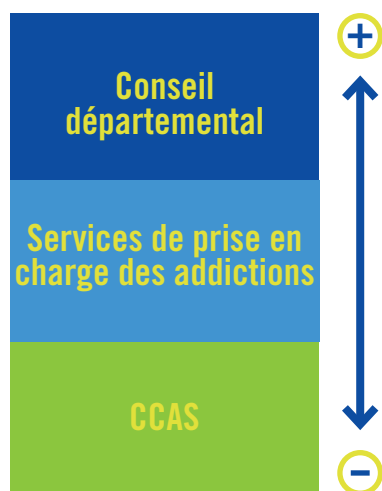 +
Conseil
départemental
Services de prise en
charge des addictions
CCAS
-